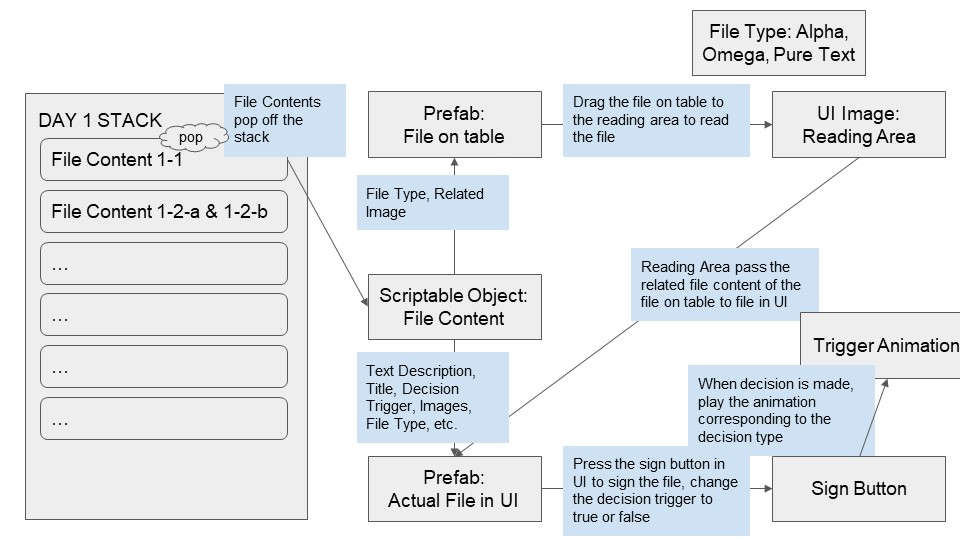 File Type: Alpha,
Omega, Pure Text
DAY 1 STACK
pop
File Contents
pop off the
stack
File Content 1-1
File Content 1-2-a & 1-2-b
...
...
...
...
Prefab:
File on table
Drag the file on table to
the reading area to read
the file
UI Image:
Reading Area
File Type, Related
Image
Scriptable Object:
File Content
Reading Area pass the
related file content of the
file on table to file in UI
Trigger Animation
Text Description,
Title, Decision
Trigger, Images,
File Type, etc.
When decision is made,
play the animation
corresponding to the
decision type
Prefab:
Actual File in UI
Press the sign button in
UI to sign the file, change
the decision trigger to
true or false
Sign Button